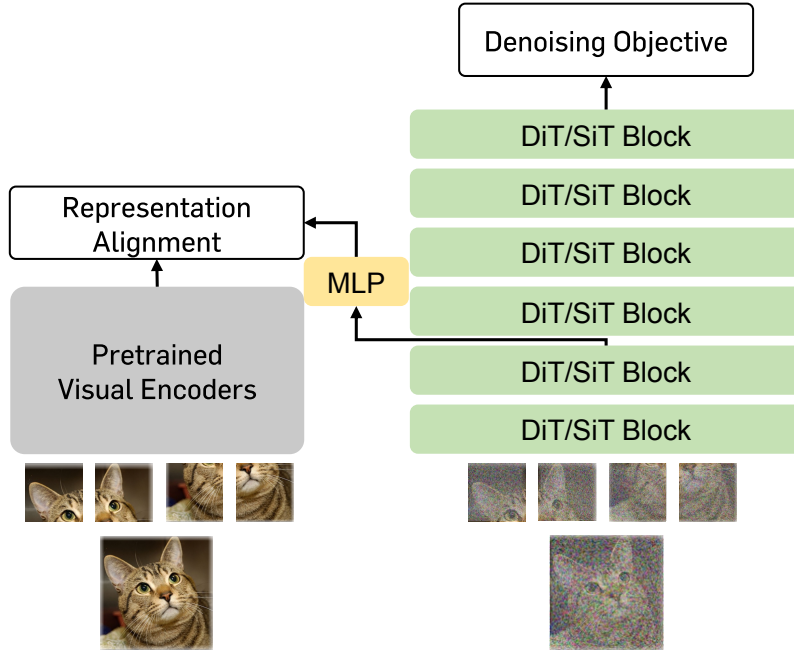 Denoising Objective
DiT/SiT Block
DiT/SiT Block
Representation
Alignment
DiT/SiT Block
MLP
DiT/SiT Block
Pretrained
Visual Encoders
DiT/SiT Block
DiT/SiT Block